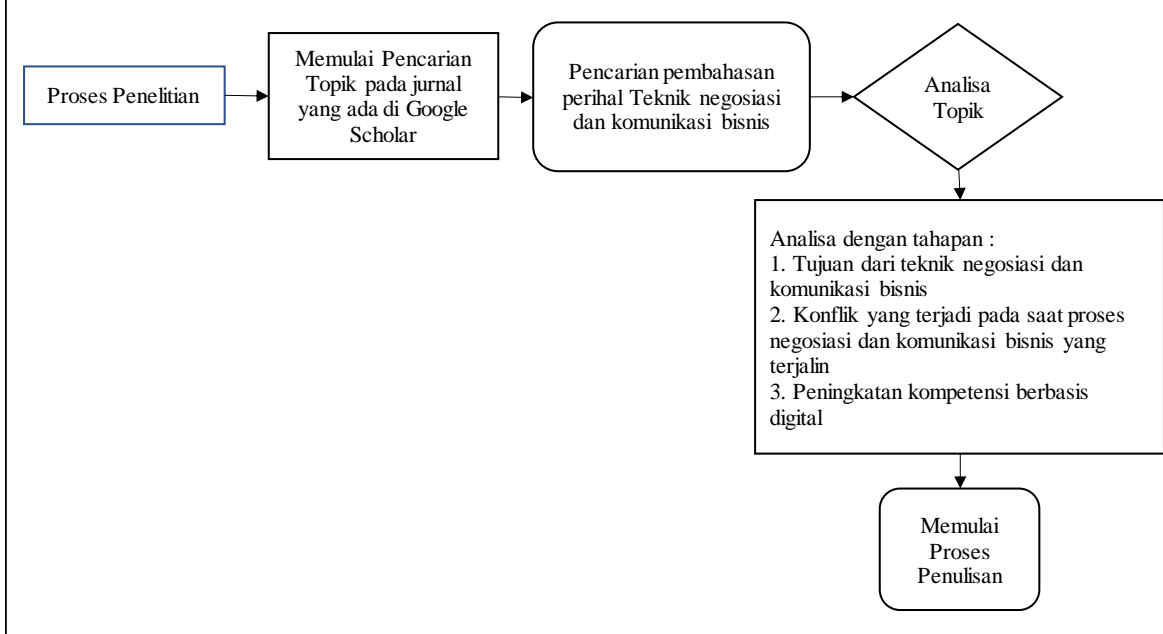 Proses Penelitian
Memulai Pencarian
Topik pada jurnal
yang ada di Google
Scholar
Pencarian pembahasan
perihal Teknik negosiasi
dan komunikasi bisnis
Analisa
Topik
Analisa dengan tahapan :
1. Tujuan dari teknik negosiasi dan
komunikasi bisnis
2. Konflik yang terjadi pada saat proses
negosiasi dan komunikasi bisnis yang
terjalin
3. Peningkatan kompetensi berbasis
digital
Memulai
Proses
Penulisan